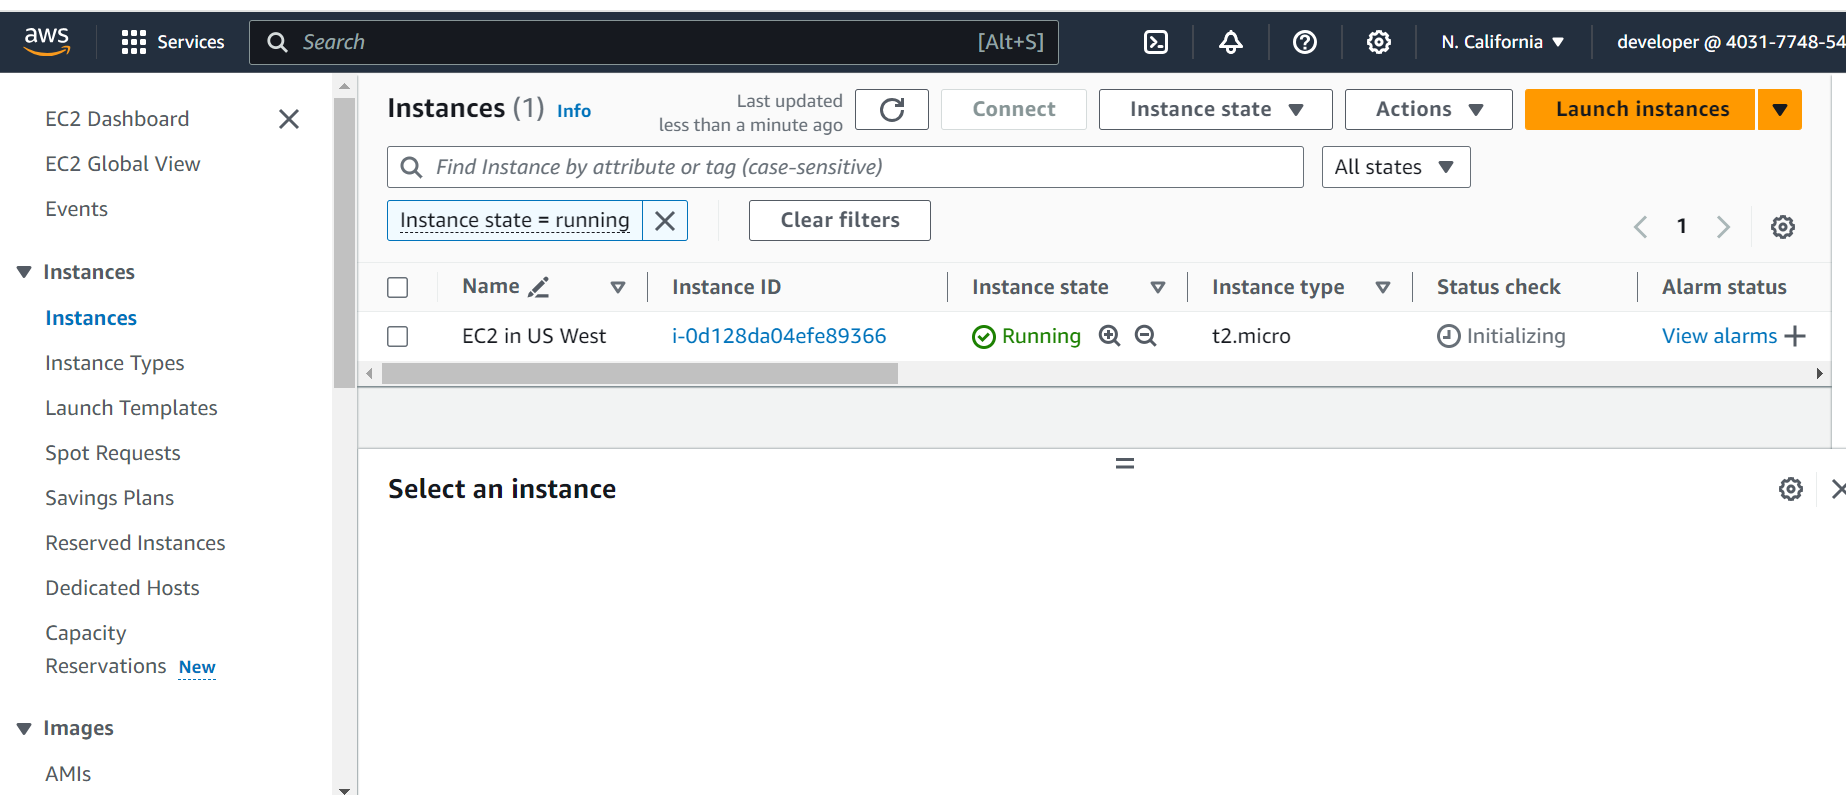 aws
Services
Search
[Alt+S]
N. California
developer @ 4031-7748-54
EC2 Dashboard
EC2 Global View
Events
Instances
Instances
Instance Types
Launch Templates
Spot Requests
Savings Plans
Reserved Instances
Dedicated Hosts
Capacity
Reservations New
Images
AMIs
Instances (1) Info
Last updated
less than a minute ago
Connect
Instance state
Actions
Launch instances
Find Instance by attribute or tag (case-sensitive)
All states
Instance state = running
Clear filters
1
Name Instance ID Instance state Instance type Status check Alarm status
EC2 in US West i-0d128da04efe89366 Running t2.micro Initializing View alarms
Select an instance